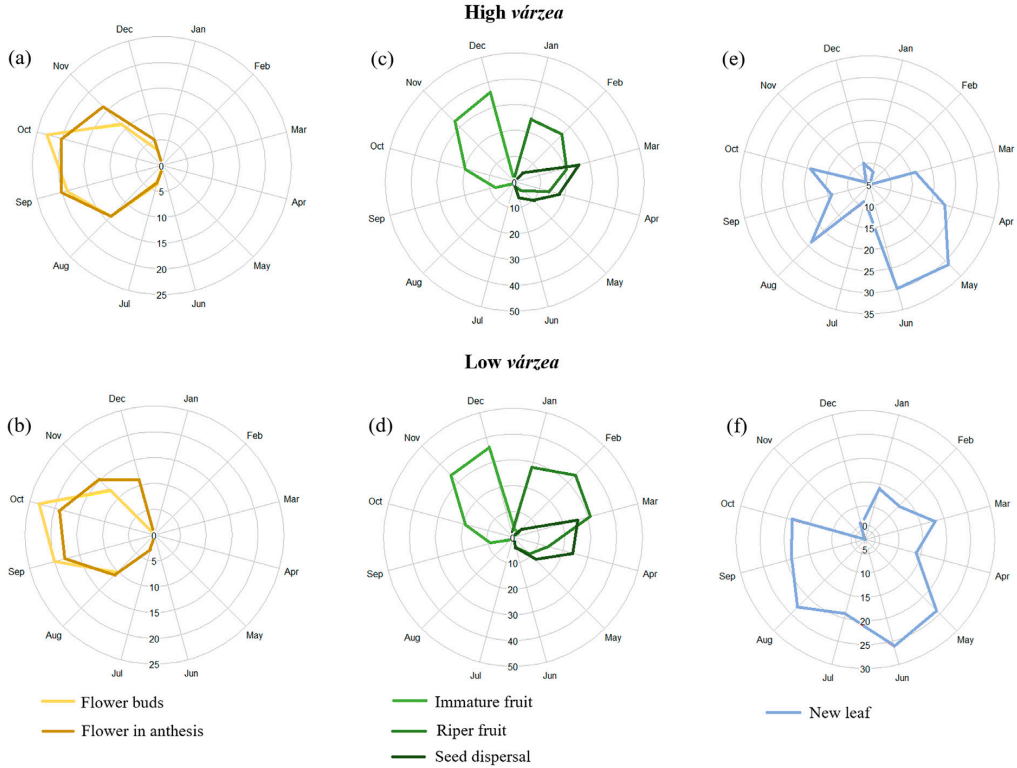 High várzea
(a)
Dec
Jan
Nov
Feb
Oct
Mar
Sep
Apr
Aug
May
Jul
Jun
0
5
10
15
20
25
(c)
Dec
Jan
Nov
Feb
Oct
Mar
Sep
Apr
Aug
May
Jul
Jun
0
10
20
30
40
50
(e)
Dec
Jan
Nov
Feb
Oct
Mar
Sep
Apr
Aug
May
Jul
Jun
5
10
15
20
25
30
35
Low várzea
(b)
Dec
Jan
Nov
Feb
Oct
Mar
Sep
Apr
Aug
May
Jul
Jun
0
5
10
15
20
25
(d)
Dec
Jan
Nov
Feb
Oct
Mar
Sep
Apr
Aug
May
Jul
Jun
10
20
30
40
50
(f)
Dec
Jan
Nov
Feb
Oct
Mar
Sep
Apr
Aug
May
Jul
Jun
0
5
10
15
20
25
30
Flower buds
Flower in anthesis
Immature fruit
Riper fruit
Seed dispersal
New leaf